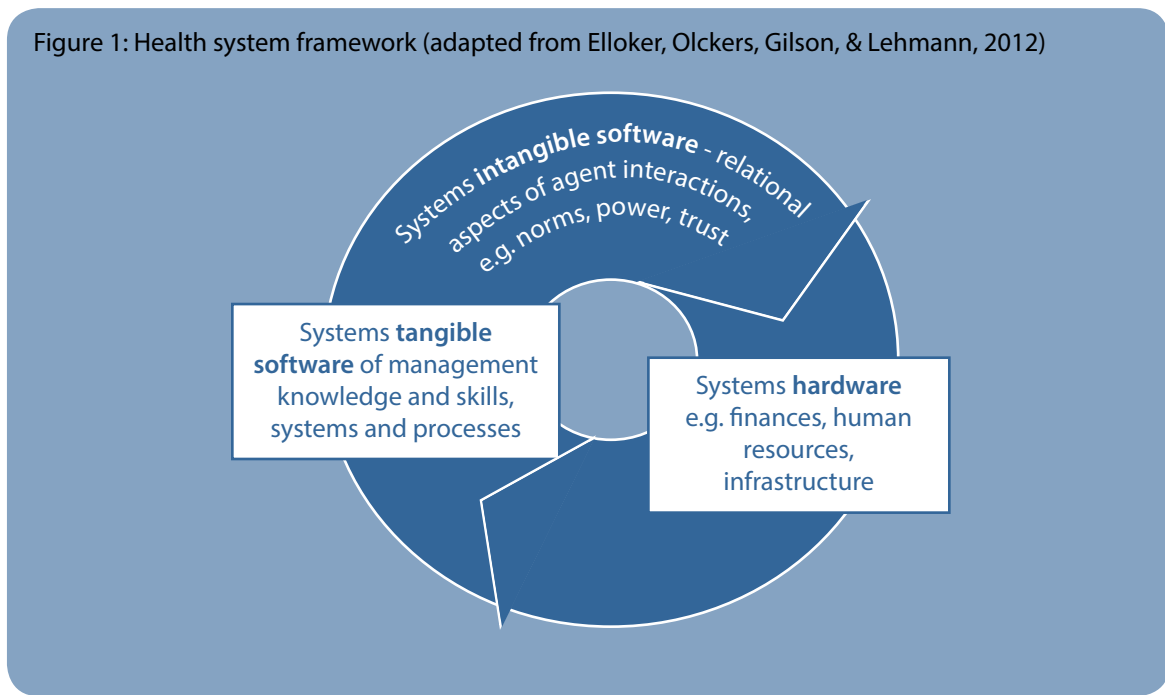 Figure 1: Health system framework (adapted from Elloker, Olckers, Gilson, & Lehmann, 2012)
Systems intangible software - relational
aspects of agent interactions,
e.g. norms, power, trust
Systems tangible
software of management
knowledge and skills,
systems and processes
Systems hardware
e.g. finances, human
resources,
infrastructure